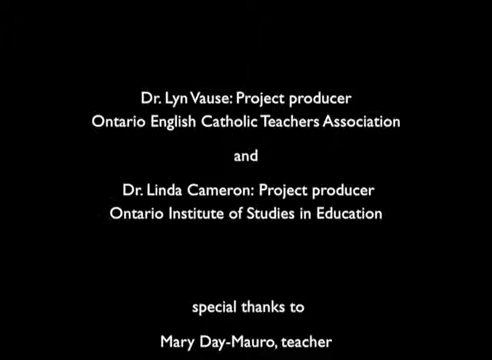 Dr. Lyn Vause: Project producer
Ontario English Catholic Teachers Association
and
Dr. Linda Cameron: Project producer
Ontario Institute of Studies in Education
special thanks to
Mary Day-Mauro, teacher